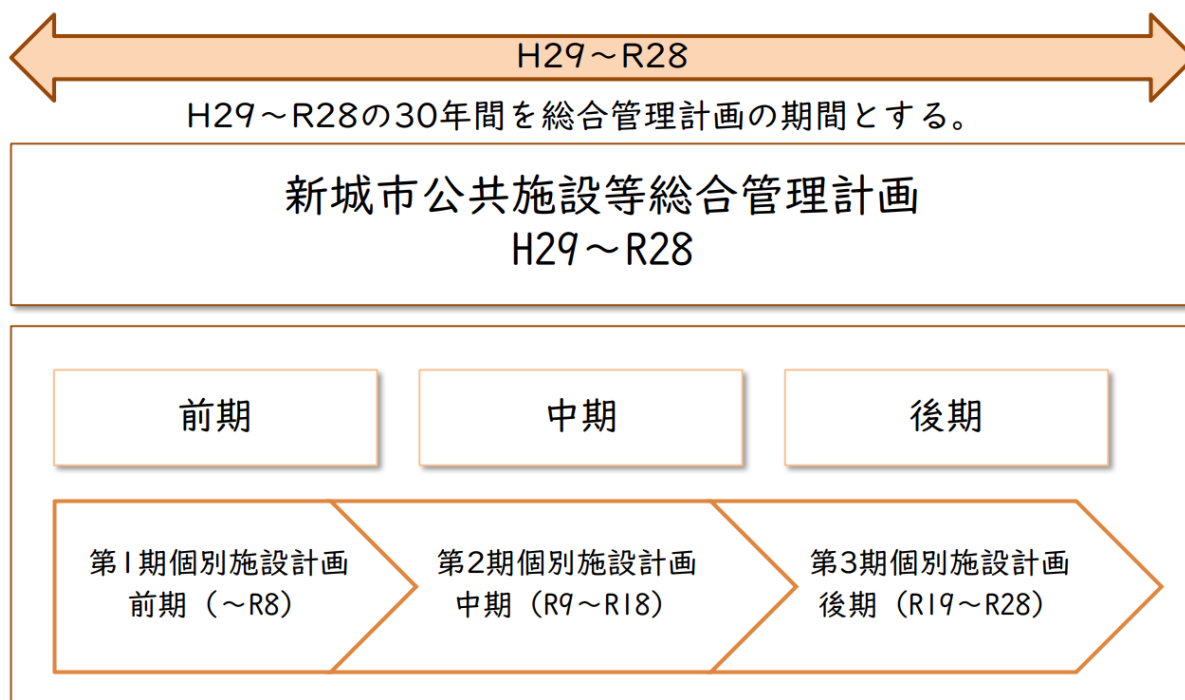 H29～R28
H29～R28の30年間を総合管理計画の期間とする。
新城市公共施設等総合管理計画
H29～R28
前期
中期
後期
第1期個別施設計画
前期（～R8）
第2期個別施設計画
中期（R9～R18）
第3期個別施設計画
後期（R19～R28）